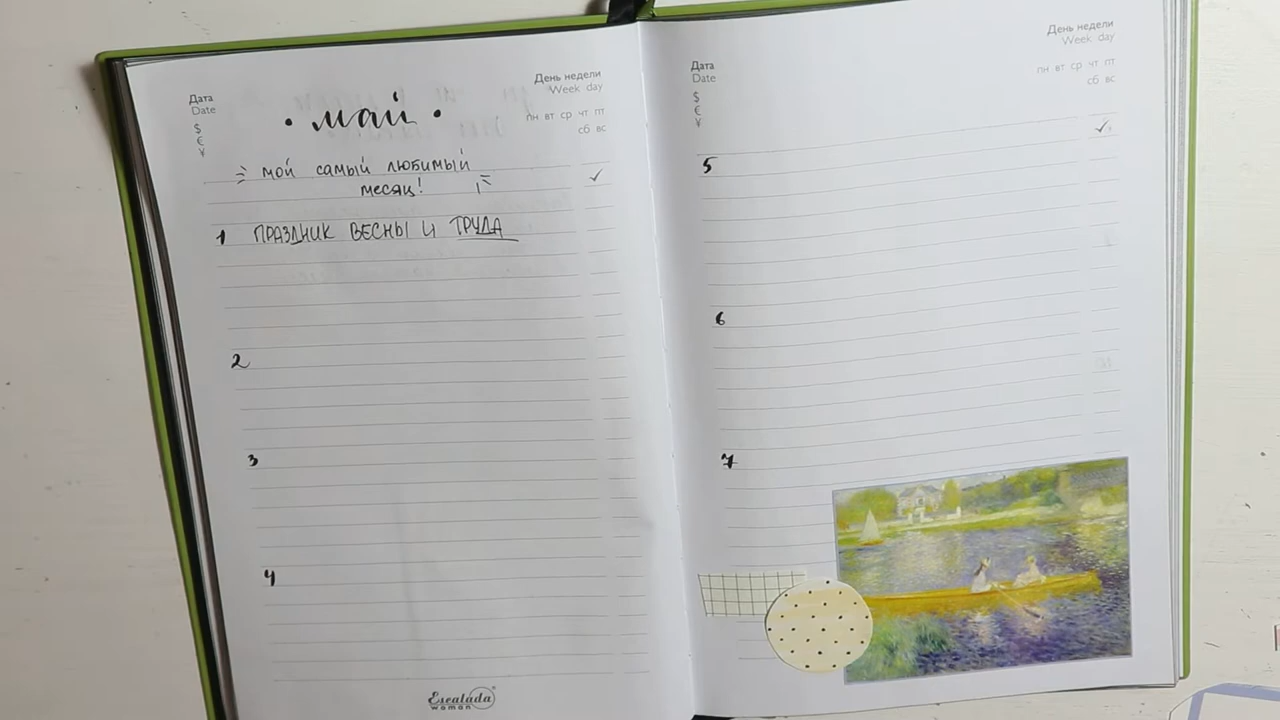 Дата
Date
$
€
¥
День недели
Week day
пн вт ср чт пт
сб вс
• май •
мой самый любимый
месяц!
1 ПРАЗДНИК ВЕСНЫ И ТРУДА
2
3
4
Escalada
woman
Дата
Date
$
€
¥
День недели
Week day
пн вт ср чт пт
сб вс
5
6
7